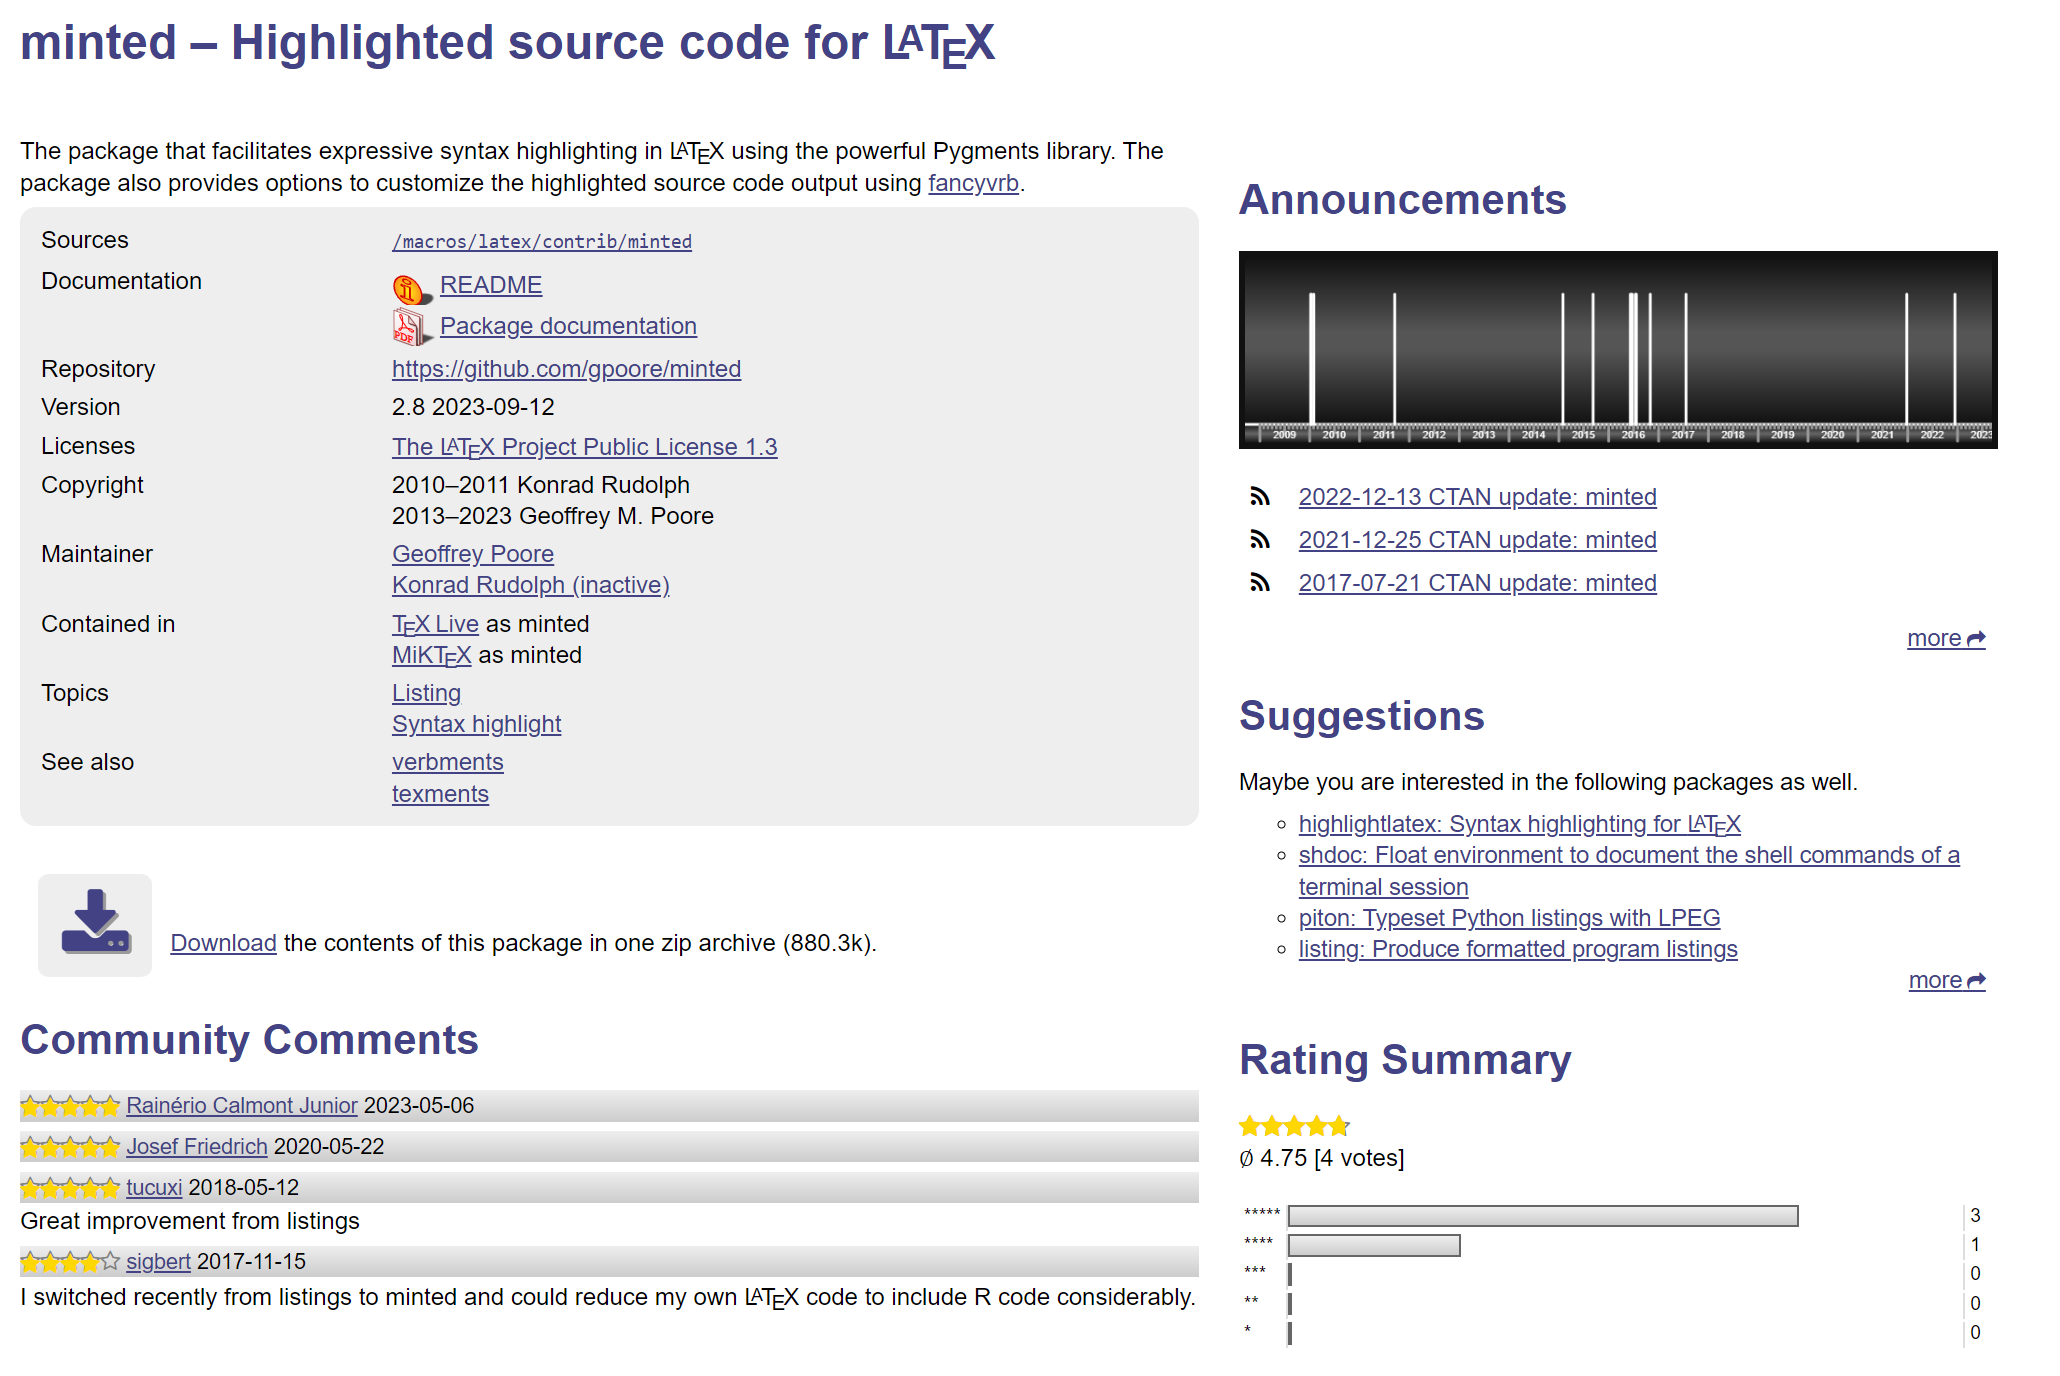 minted – Highlighted source code for LATEX
The package that facilitates expressive syntax highlighting in LATEX using the powerful Pygments library. The
package also provides options to customize the highlighted source code output using fancyvrb.
Sources /macros/latex/contrib/minted
Documentation README
PDF Package documentation
Repository https://github.com/gpoore/minted
Version 2.8 2023-09-12
Licenses The LATEX Project Public License 1.3
Copyright 2010–2011 Konrad Rudolph
2013–2023 Geoffrey M. Poore
Maintainer Geoffrey Poore
Konrad Rudolph (inactive)
Contained in TEX Live as minted
MiKTEX as minted
Topics Listing
Syntax highlight
See also verbments
texments
Download the contents of this package in one zip archive (880.3k).
Community Comments
Rainério Calmont Junior 2023-05-06
Josef Friedrich 2020-05-22
tucuxi 2018-05-12
Great improvement from listings
sigbert 2017-11-15
I switched recently from listings to minted and could reduce my own LATEX code to include R code considerably.
Announcements
2009 2010 2011 2012 2013 2014 2015 2016 2017 2018 2019 2020 2021 2022 2023
2022-12-13 CTAN update: minted
2021-12-25 CTAN update: minted
2017-07-21 CTAN update: minted
more
Suggestions
Maybe you are interested in the following packages as well.
highlightlatex: Syntax highlighting for LATEX
shdoc: Float environment to document the shell commands of a
terminal session
piton: Typeset Python listings with LPEG
listing: Produce formatted program listings
more
Rating Summary
∅ 4.75 [4 votes]
***** 3
**** 1
*** 0
** 0
* 0